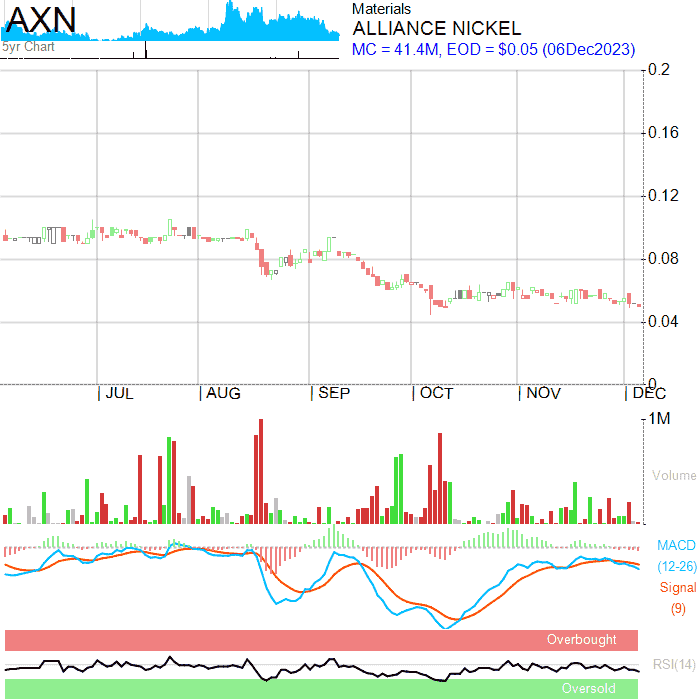 AXN
5yr Chart
Materials
ALLIANCE NICKEL
MC = 41.4M, EOD = $0.05 (06Dec2023)
0.2
0.16
0.12
0.08
0.04
0
JUL
AUG
SEP
OCT
NOV
DEC
1M
Volume
MACD
(12-26)
Signal
(9)
Overbought
RSI(14)
Oversold